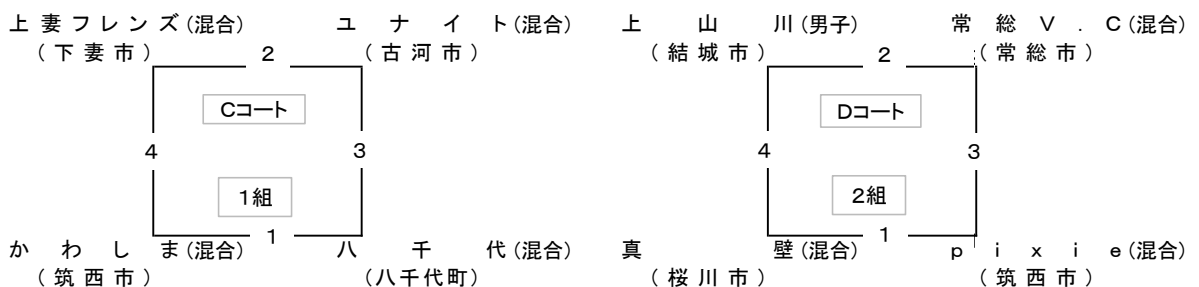 上妻フレンズ(混合) ユナイト(混合) 上山川(男子) 常総V.C(混合)
(下妻市) 2 (古河市) (結城市) 2 (常総市)
Cコート Dコート
4 3 4 3
1組 2組
1 1
かわしま(混合) 八千代(混合) 真壁(混合) pixie(混合)
(筑西市) (八千代町) (桜川市) (筑西市)